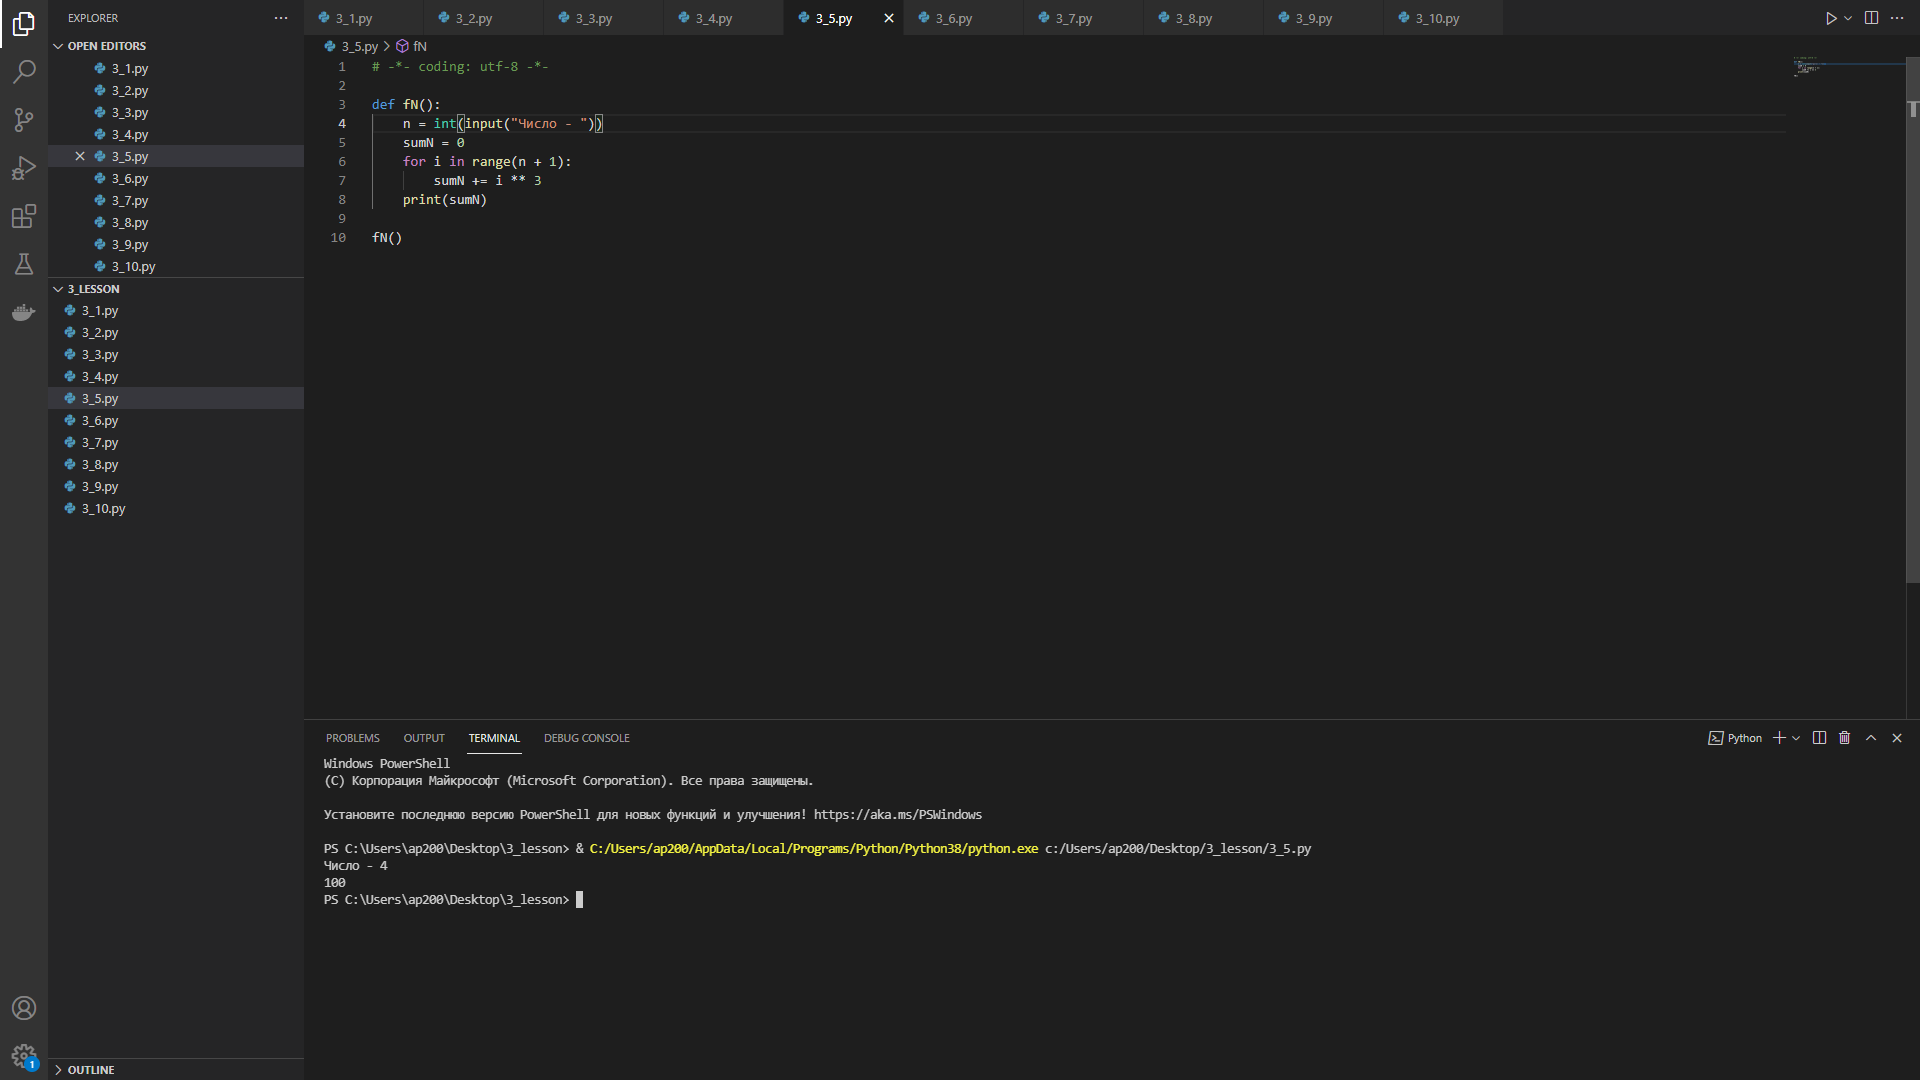 EXPLORER
OPEN EDITORS
3_1.py
3_2.py
3_3.py
3_4.py
3_5.py
3_6.py
3_7.py
3_8.py
3_9.py
3_10.py
3_LESSON
3_1.py
3_2.py
3_3.py
3_4.py
3_5.py
3_6.py
3_7.py
3_8.py
3_9.py
3_10.py
OUTLINE
1
3_1.py 3_2.py 3_3.py 3_4.py 3_5.py 3_6.py 3_7.py 3_8.py 3_9.py 3_10.py
3_5.py > fN
1 # -*- coding: utf-8 -*-
2
3 def fN():
4     n = int(input("Число - "))
5     sumN = 0
6     for i in range(n + 1):
7         sumN += i ** 3
8     print(sumN)
9
10 fN()
PROBLEMS OUTPUT TERMINAL DEBUG CONSOLE Python
Windows PowerShell
(C) Корпорация Майкрософт (Microsoft Corporation). Все права защищены.
Установите последнюю версию PowerShell для новых функций и улучшения! https://aka.ms/PSWindows
PS C:\Users\ap200\Desktop\3_lesson> & C:/Users/ap200/AppData/Local/Programs/Python/Python38/python.exe c:/Users/ap200/Desktop/3_lesson/3_5.py
Число - 4
100
PS C:\Users\ap200\Desktop\3_lesson>